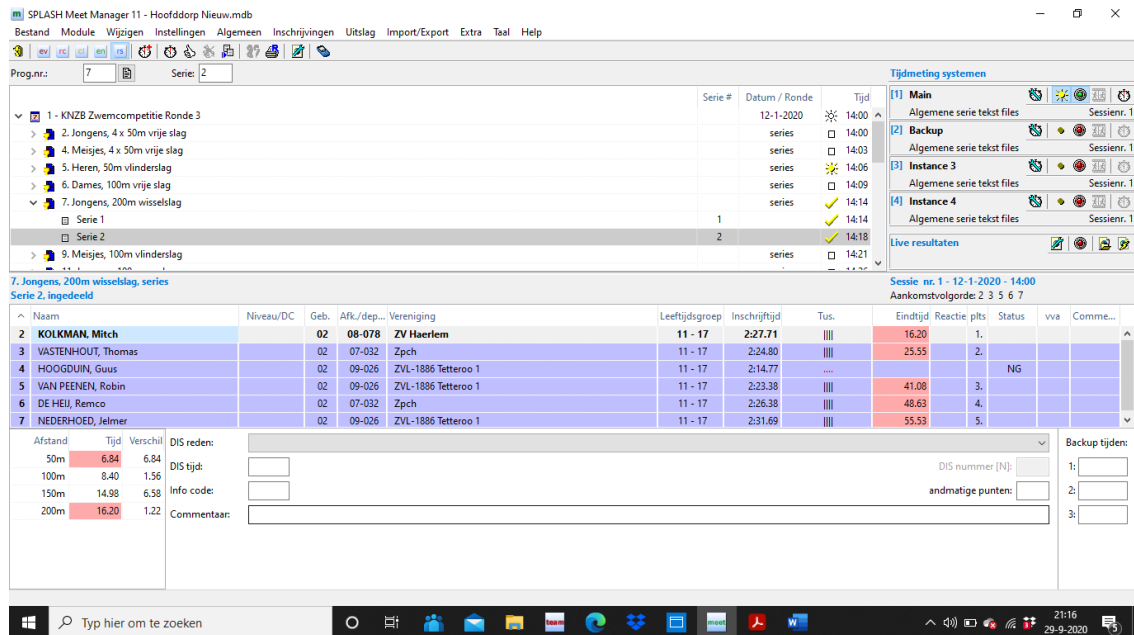 m SPLASH Meet Manager 11 - Hoofddorp Nieuw.mdb
Bestand Module Wijzigen Instellingen Algemeen Inschrijvingen Uitslag Import/Export Extra Taal Help
ev rc cl en rs
Prog.nr.: 7 Serie: 2
Serie # Datum / Ronde Tijd
1 - KNZB Zwemcompetitie Ronde 3 12-1-2020 14:00
2. Jongens, 4 x 50m vrije slag series 14:00
4. Meisjes, 4 x 50m vrije slag series 14:03
5. Heren, 50m vlinderslag series 14:06
6. Dames, 100m vrije slag series 14:09
7. Jongens, 200m wisselslag series 14:14
Serie 1 1 14:14
Serie 2 2 14:18
9. Meisjes, 100m vlinderslag series 14:21
Tijdmeting systemen
[1] Main
Algemene serie tekst files Sessienr. 1
[2] Backup
Algemene serie tekst files Sessienr. 1
[3] Instance 3
Algemene serie tekst files Sessienr. 1
[4] Instance 4
Algemene serie tekst files Sessienr. 1
Live resultaten
7. Jongens, 200m wisselslag, series
Serie 2, ingedeeld
Sessie nr. 1 - 12-1-2020 - 14:00
Aankomstvolgorde: 2 3 5 6 7
Naam Niveau/DC Geb. Afk./dep... Vereniging Leeftijdsgroep Inschrijftijd Tus. Eindtijd Reactie plts Status vva Comme...
2 KOLKMAN, Mitch 02 08-078 ZV Haerlem 11 - 17 2:27.71 |||| 16.20 1.
3 VASTENHOUT, Thomas 02 07-032 Zpch 11 - 17 2:24.80 |||| 25.55 2.
4 HOOGDUIN, Guus 02 09-026 ZVL-1886 Tetteroo 1 11 - 17 2:14.77 .... NG
5 VAN PEENEN, Robin 02 09-026 ZVL-1886 Tetteroo 1 11 - 17 2:23.38 |||| 41.08 3.
6 DE HEIJ, Remco 02 07-032 Zpch 11 - 17 2:26.38 |||| 48.63 4.
7 NEDERHOED, Jelmer 02 09-026 ZVL-1886 Tetteroo 1 11 - 17 2:31.69 |||| 55.53 5.
Afstand Tijd Verschil
50m 6.84 6.84
100m 8.40 1.56
150m 14.98 6.58
200m 16.20 1.22
DIS reden:
DIS tijd: DIS nummer [N]:
Info code: andmatige punten:
Commentaar:
Backup tijden:
1:
2:
3:
Typ hier om te zoeken
team meet
21:16
29-9-2020